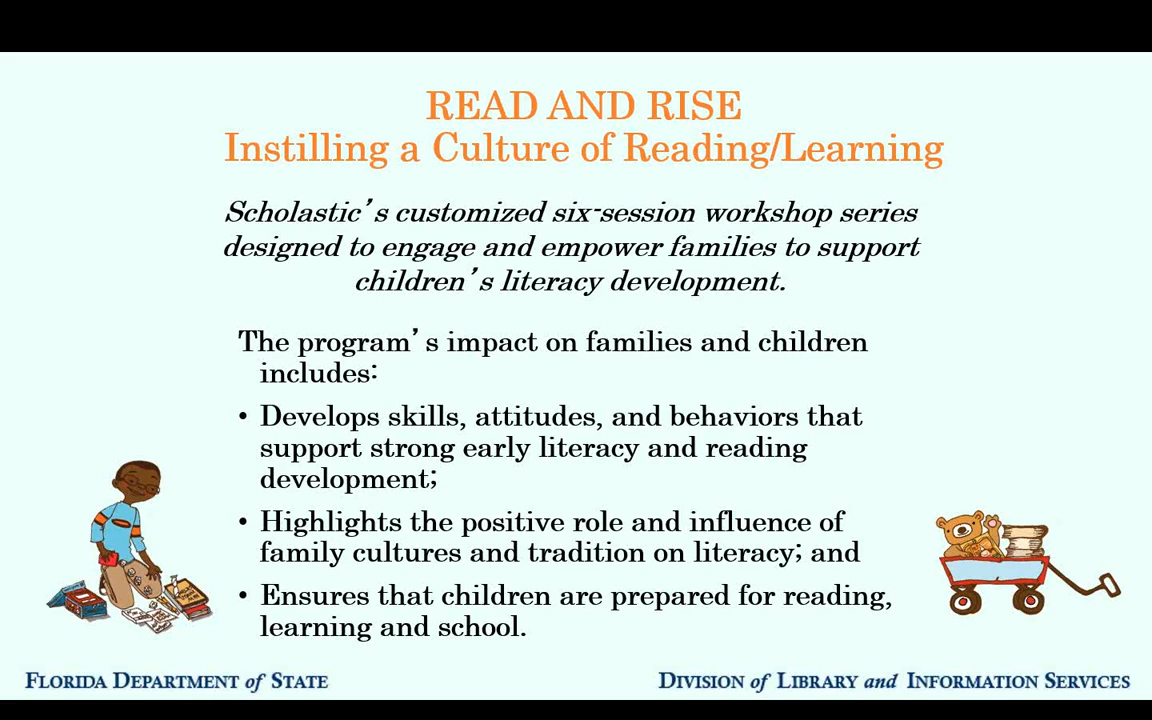 READ AND RISE
Instilling a Culture of Reading/Learning
Scholastic's customized six-session workshop series
designed to engage and empower families to support
children's literacy development.
The program's impact on families and children
includes:
• Develops skills, attitudes, and behaviors that
support strong early literacy and reading
development;
• Highlights the positive role and influence of
family cultures and tradition on literacy; and
• Ensures that children are prepared for reading,
learning and school.
FLORIDA DEPARTMENT of STATE
DIVISION of LIBRARY and INFORMATION SERVICES